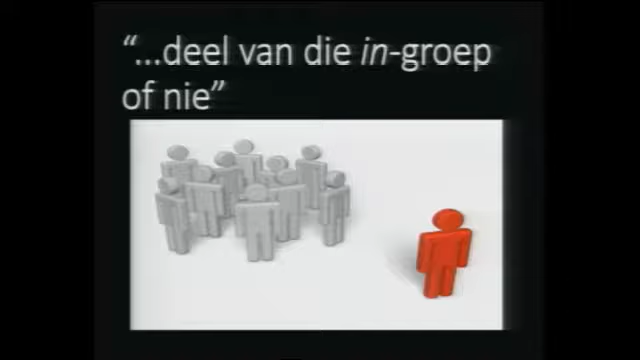 “...deel van die in-groep
of nie”